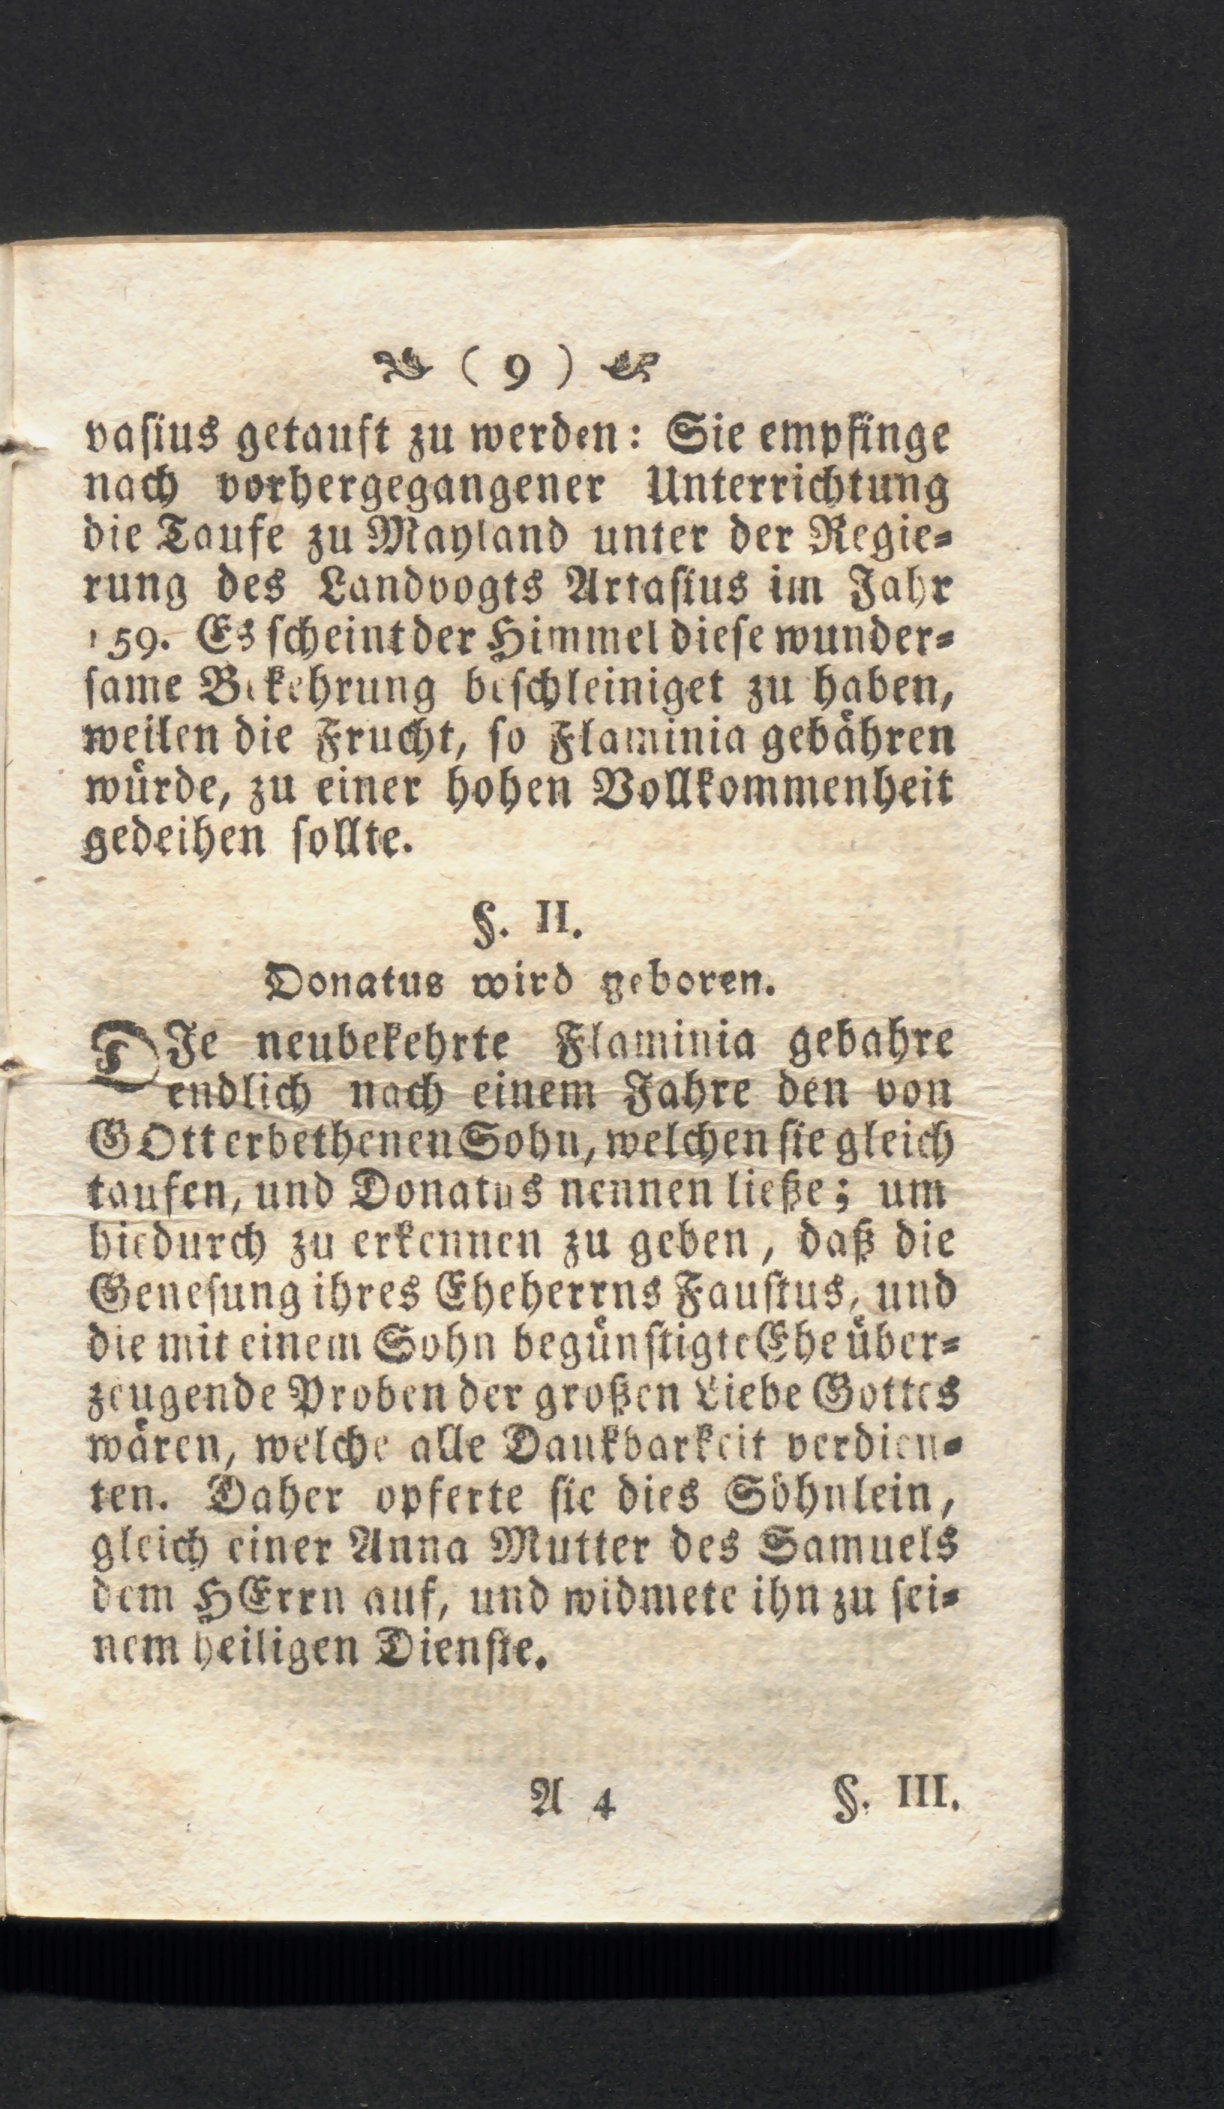 ( 9 )
vaſius getauft zu werden: Sie empfinge
nach vorhergegangener Unterrichtung
die Taufe zu Mayland unter der Regie-
rung des Landvogts Artaſius im Jahr
159. Es ſcheint der Himmel dieſe wunder-
ſame Bekehrung beſchleiniget zu haben,
weilen die Frucht, ſo Flaminia gebähren
würde, zu einer hohen Vollkommenheit
gedeihen ſollte.
§. II.
Donatus wird geboren.
DIe neubekehrte Flaminia gebahre
endlich nach einem Jahre den von
GOtt erbethenen Sohn, welchen ſie gleich
taufen, und Donatus nennen ließe; um
hiedurch zu erkennen zu geben, daß die
Geneſung ihres Eheherrns Fauſtus, und
die mit einem Sohn begünſtigte Ehe über-
zeugende Proben der großen Liebe Gottes
wären, welche alle Dankbarkeit verdien-
ten. Daher opferte ſie dies Söhnlein,
gleich einer Anna Mutter des Samuels
dem HErrn auf, und widmete ihn zu ſei-
nem heiligen Dienſte.
A 4 §. III.